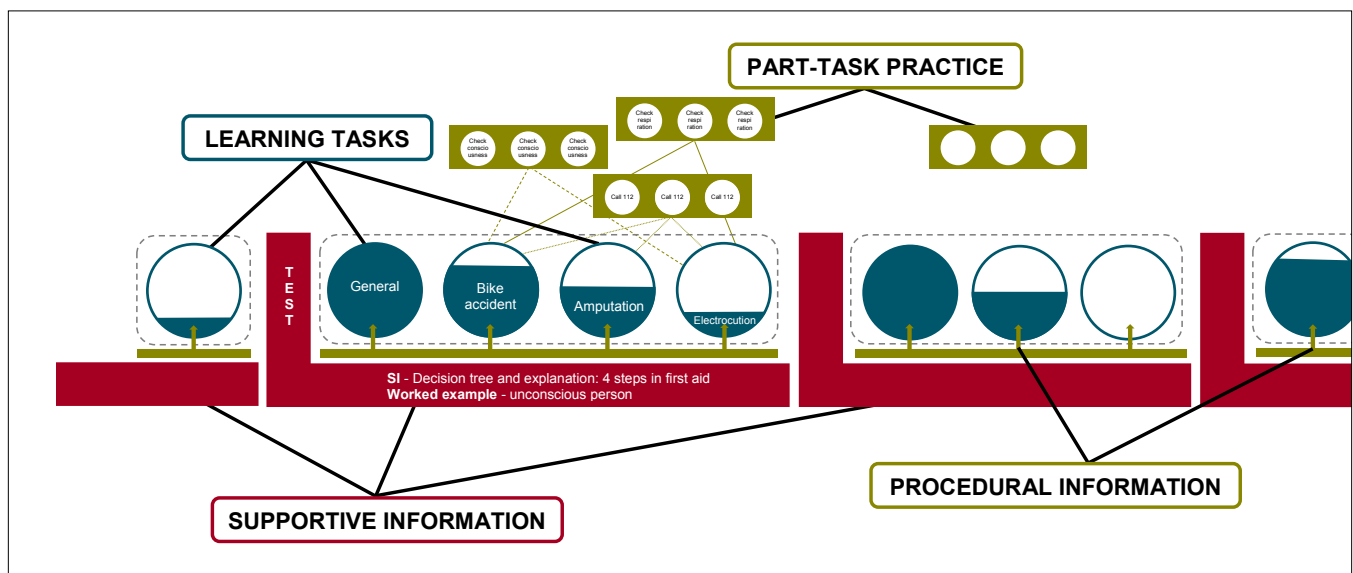 PART-TASK PRACTICE
LEARNING TASKS
Check
respi
ration
Check
respi
ration
Check
respi
ration
Check
conscio
usness
Check
conscio
usness
Check
conscio
usness
Call 112
Call 112
Call 112
T
E
S
T
General
Bike
accident
Amputation
Electrocution
SI - Decision tree and explanation: 4 steps in first aid
Worked example - unconscious person
PROCEDURAL INFORMATION
SUPPORTIVE INFORMATION